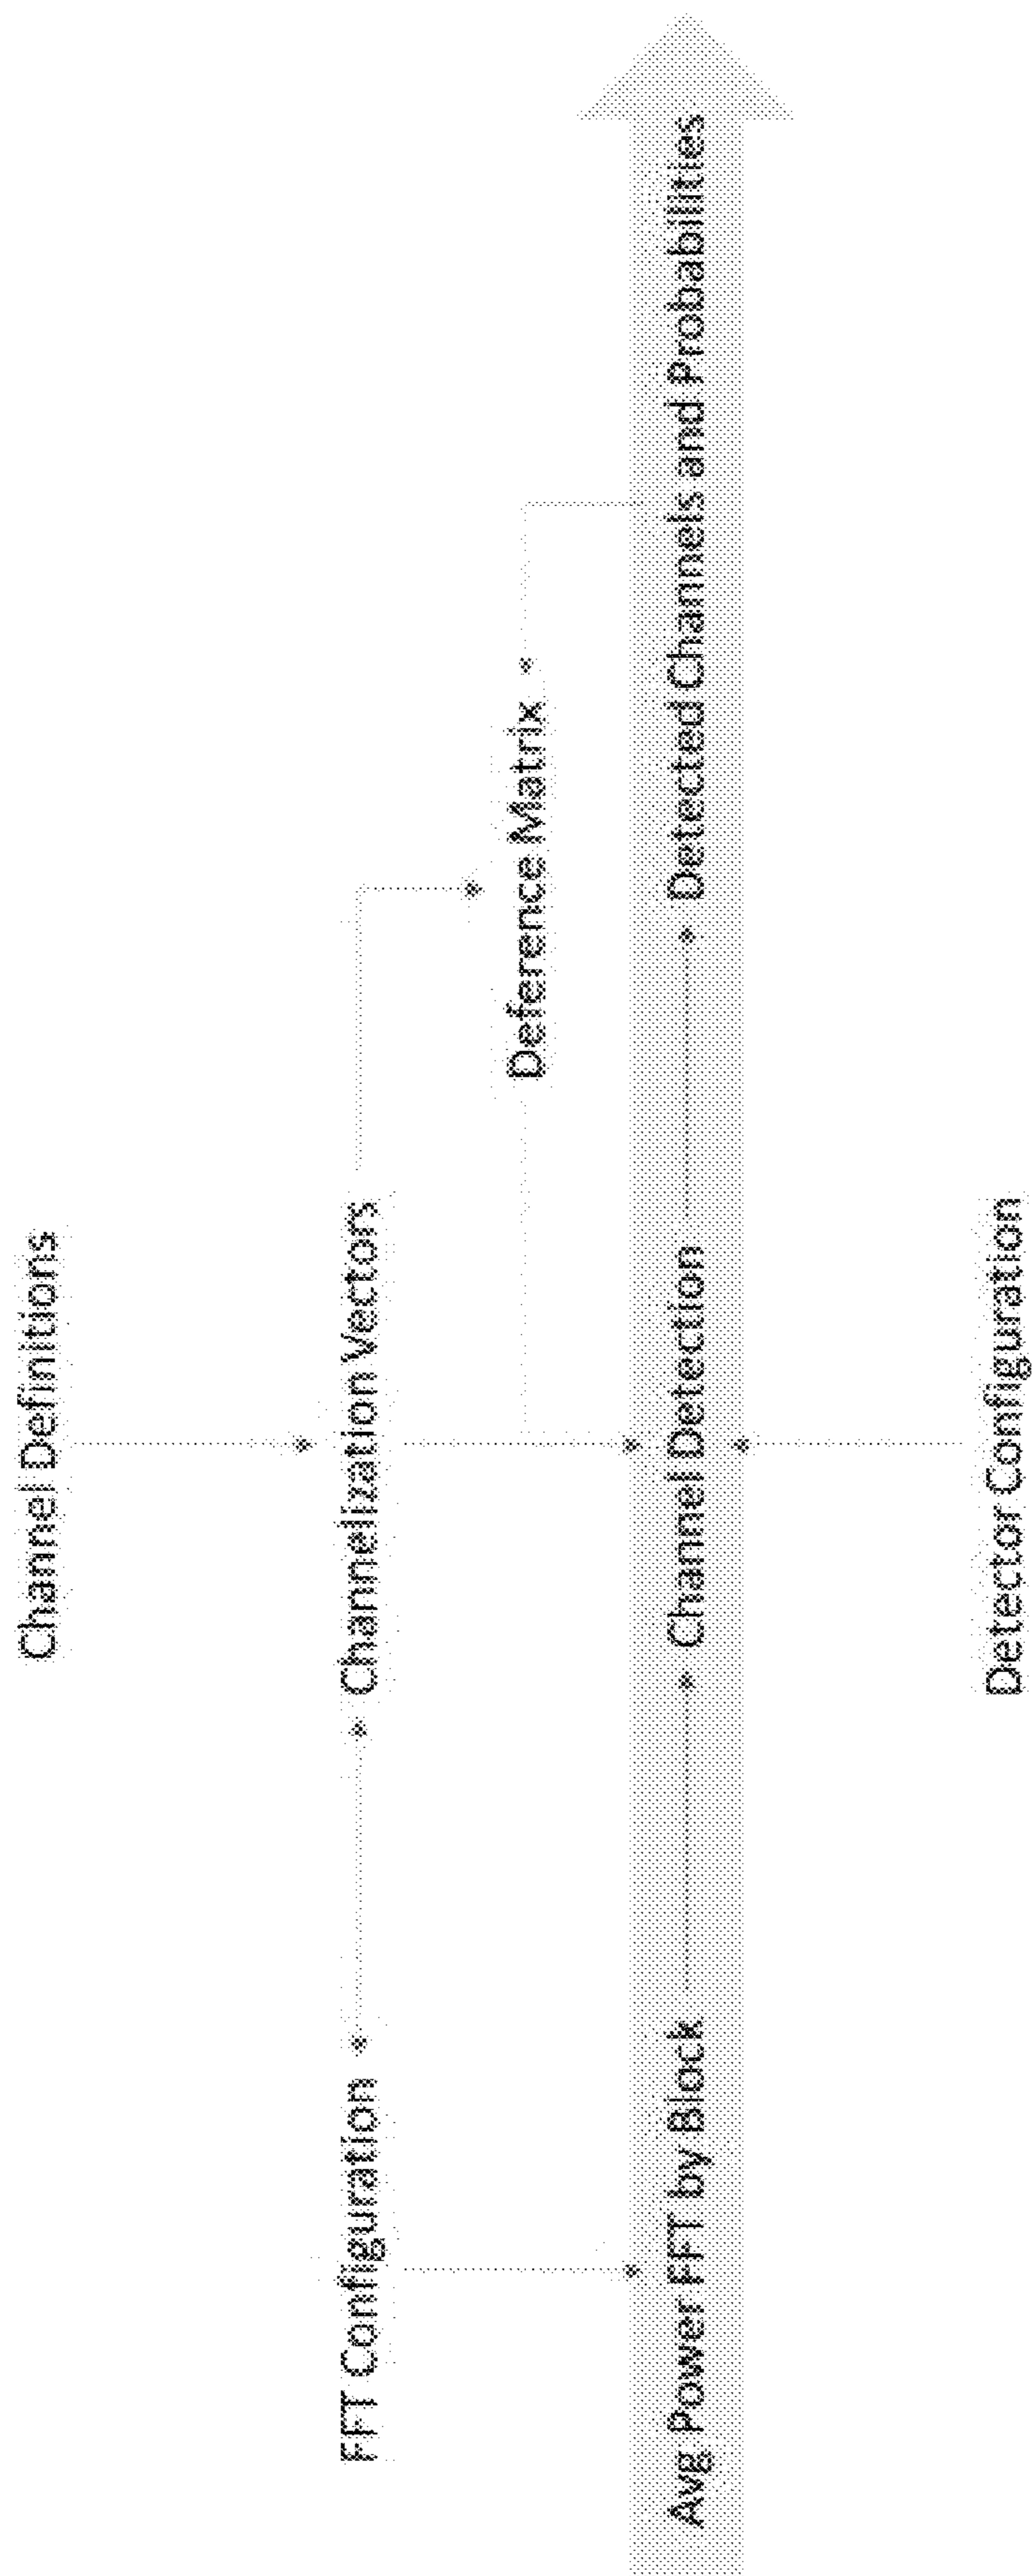 Channel Definitions
FFT Configuration
Channelization Vectors
Deference Matrix
Avg Power FFT by Block
Channel Detection
Detected Channels and Probabilities
Detector Configuration